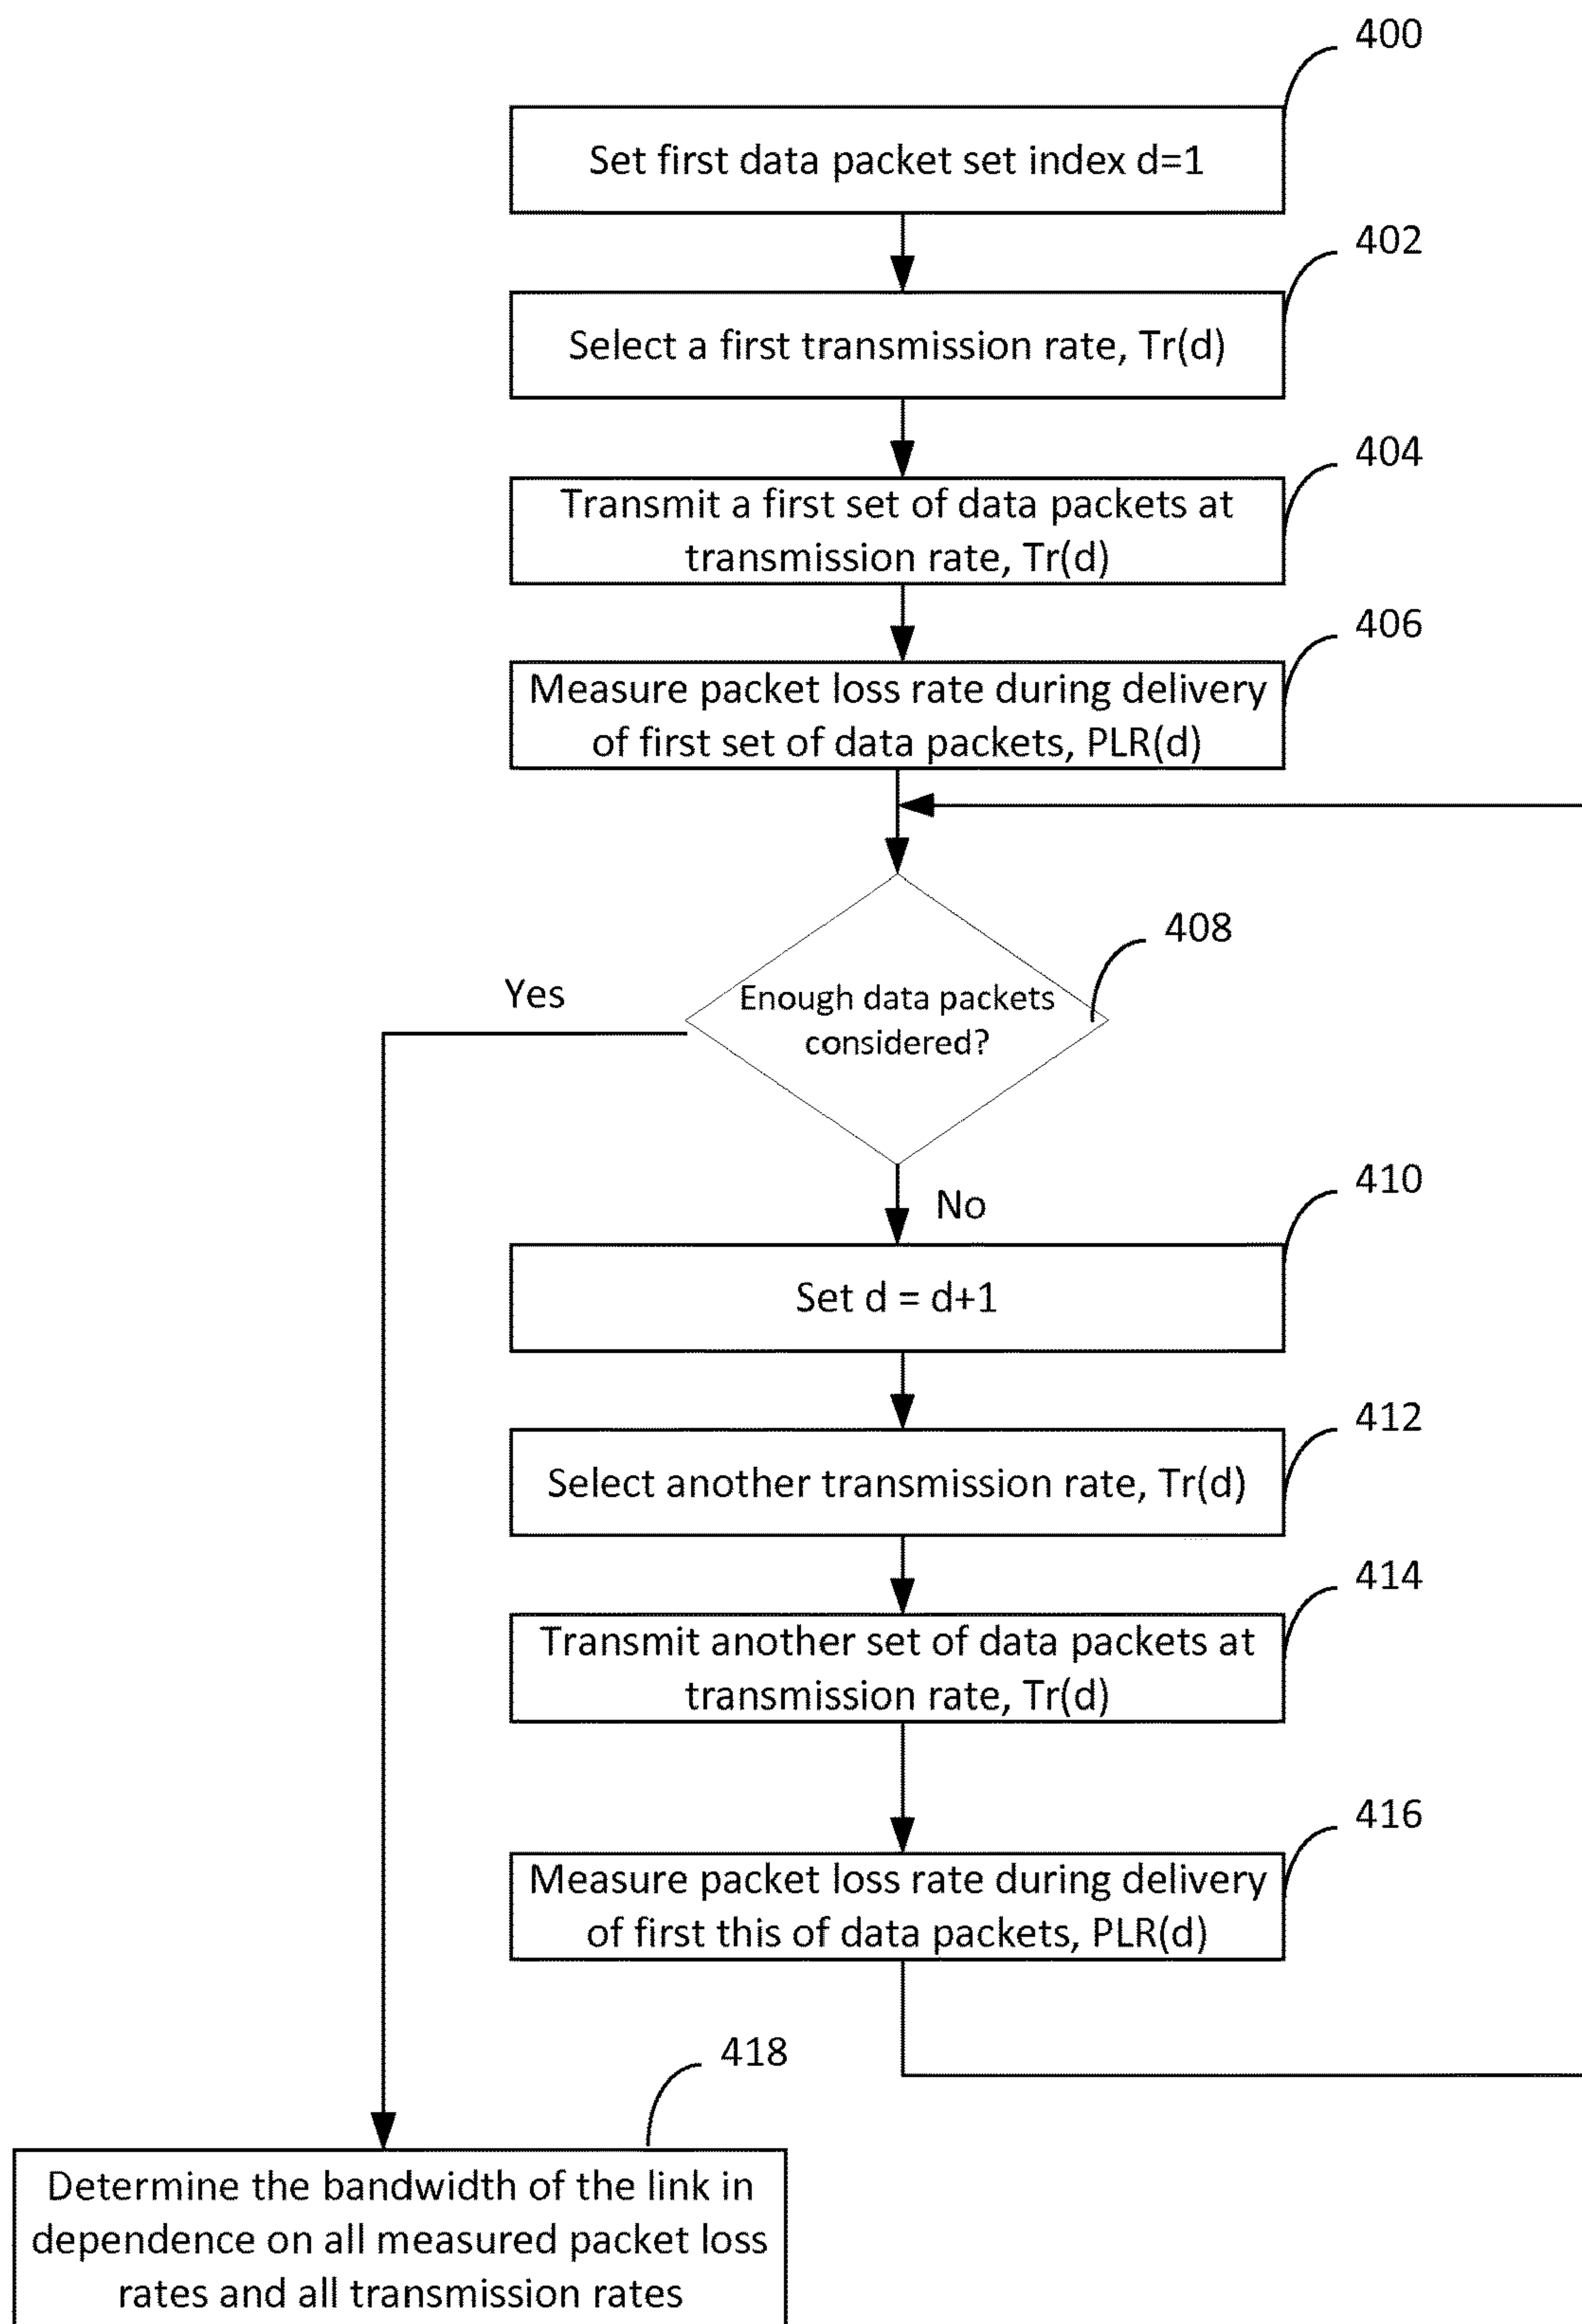 400
Set first data packet set index d=1
402
Select a first transmission rate, Tr(d)
404
Transmit a first set of data packets at
transmission rate, Tr(d)
406
Measure packet loss rate during delivery
of first set of data packets, PLR(d)
408
Yes
Enough data packets
considered?
No
410
Set d = d+1
412
Select another transmission rate, Tr(d)
414
Transmit another set of data packets at
transmission rate, Tr(d)
416
Measure packet loss rate during delivery
of first this of data packets, PLR(d)
418
Determine the bandwidth of the link in
dependence on all measured packet loss
rates and all transmission rates